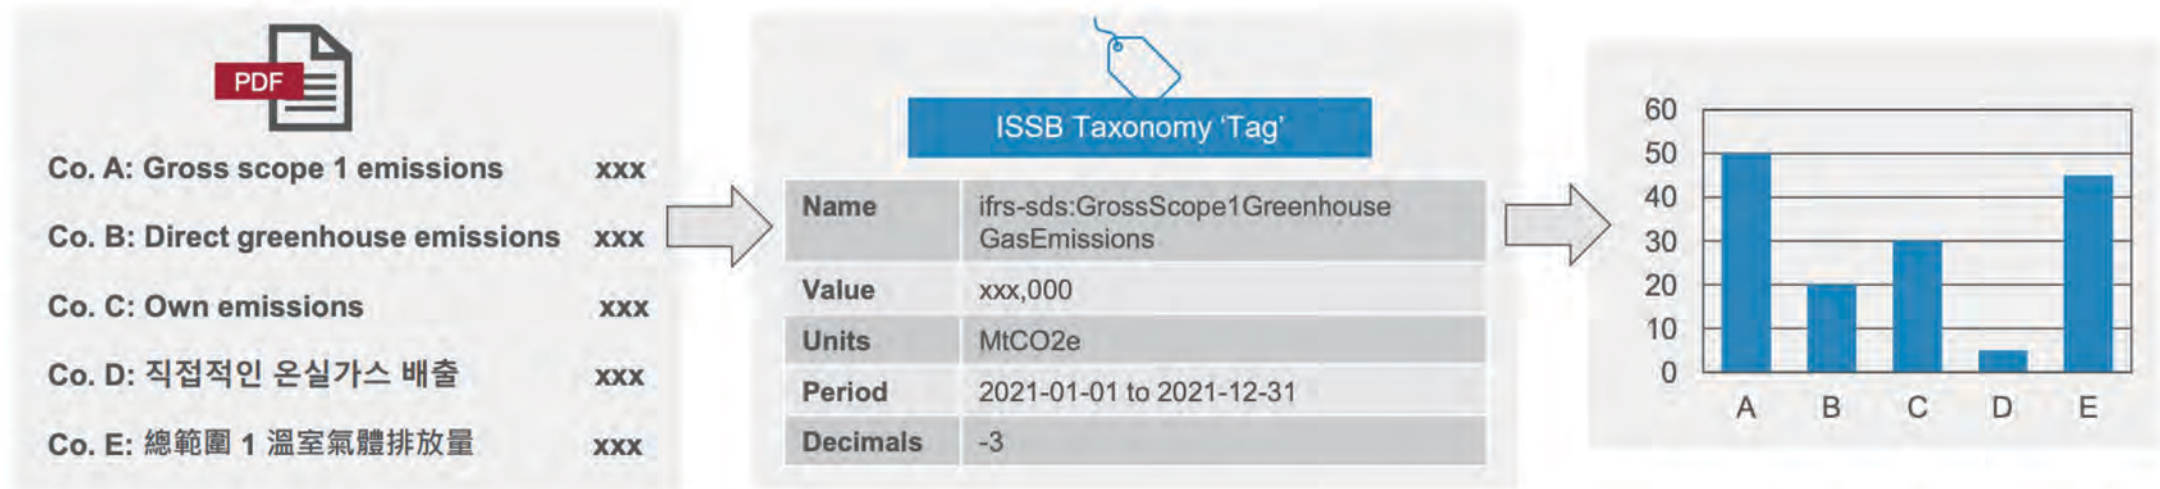 PDF
Co. A: Gross scope 1 emissions xxx
Co. B: Direct greenhouse emissions xxx
Co. C: Own emissions xxx
Co. D: 직접적인 온실가스 배출 xxx
Co. E: 總範圍 1 溫室氣體排放量 xxx
ISSB Taxonomy ‘Tag’
Name ifrs-sds:GrossScope1Greenhouse
GasEmissions
Value xxx,000
Units MtCO2e
Period 2021-01-01 to 2021-12-31
Decimals -3
60
50
40
30
20
10
0
A B C D E